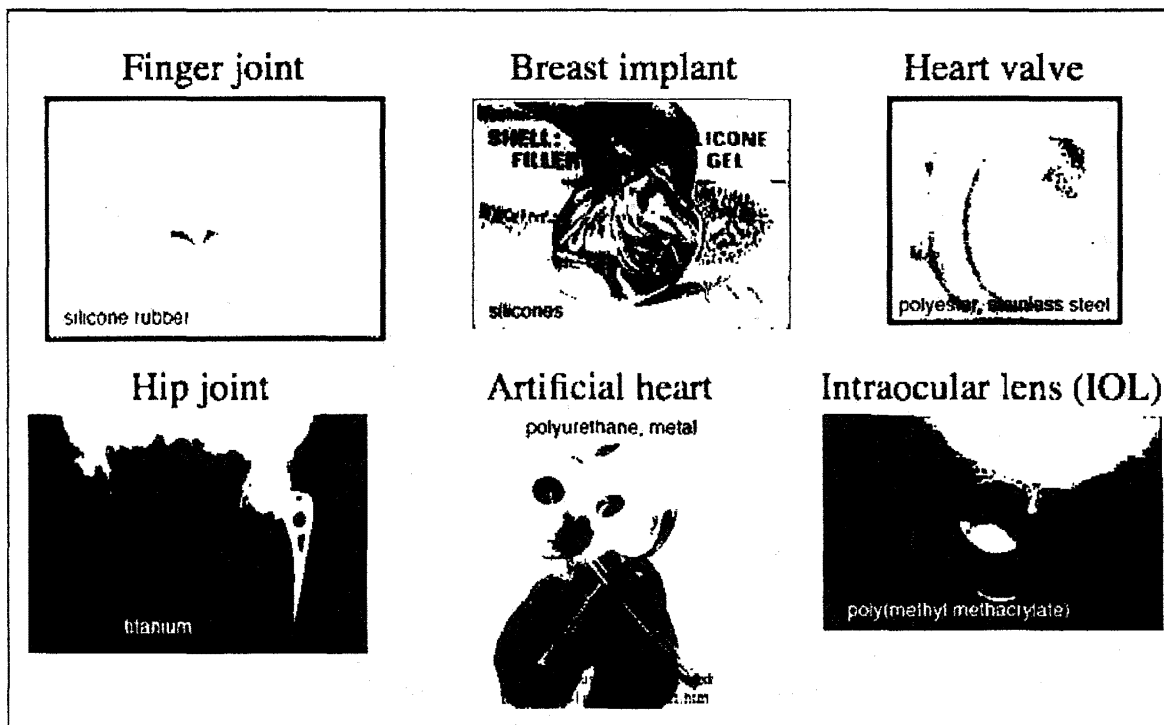 Finger joint
Breast implant
Heart valve
SHELL: LICONE
FILLER GEL
silicone rubber
silicones
polyester, stainless steel
Hip joint
Artificial heart
Intraocular lens (IOL)
polyurethane, metal
titanium
poly(methyl methacrylate)